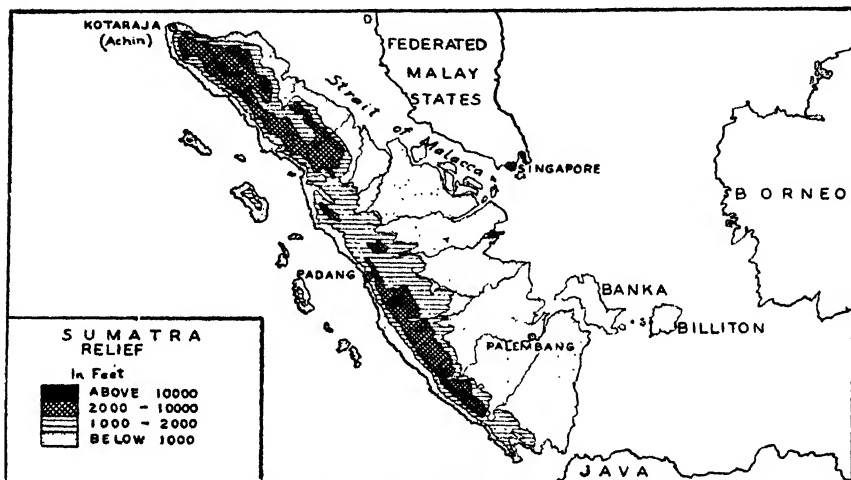 KOTARAJA
(Achin)
FEDERATED
MALAY
STATES
Strait of Malacca
SINGAPORE
BORNEO
PADANG
BANKA
BILLITON
PALEMBANG
SUMATRA
RELIEF
In Feet
ABOVE 10000
2000 - 10000
1000 - 2000
BELOW 1000
JAVA